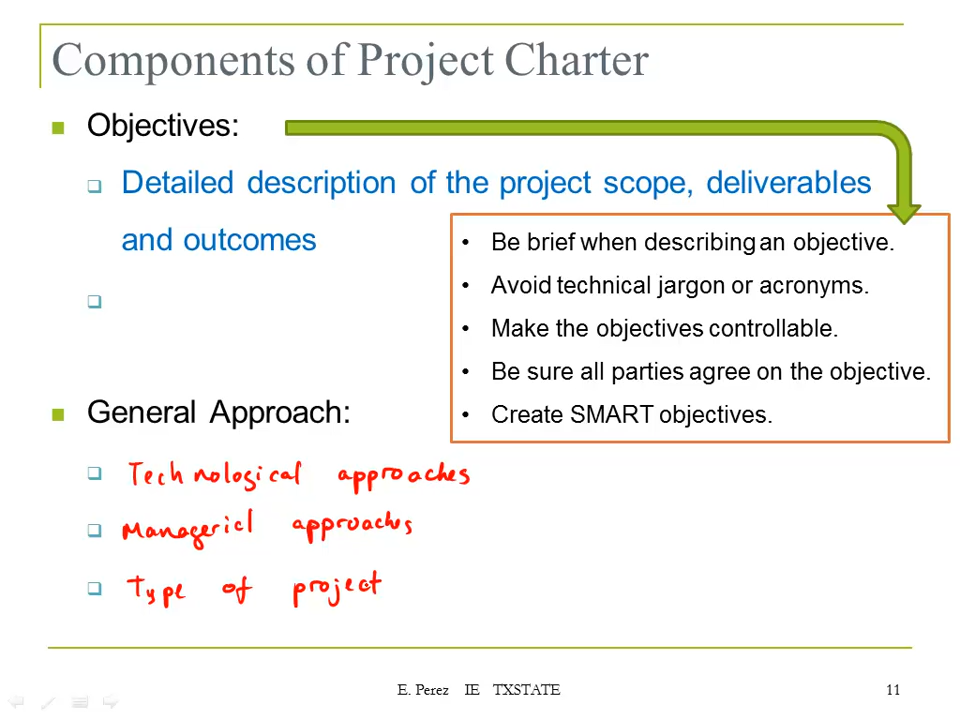 Components of Project Charter
Objectives:
Detailed description of the project scope, deliverables
and outcomes
• Be brief when describing an objective.
• Avoid technical jargon or acronyms.
• Make the objectives controllable.
• Be sure all parties agree on the objective.
• Create SMART objectives.
General Approach:
Technological approaches
Managericl approaches
Type of project
E. Perez IE TXSTATE 11